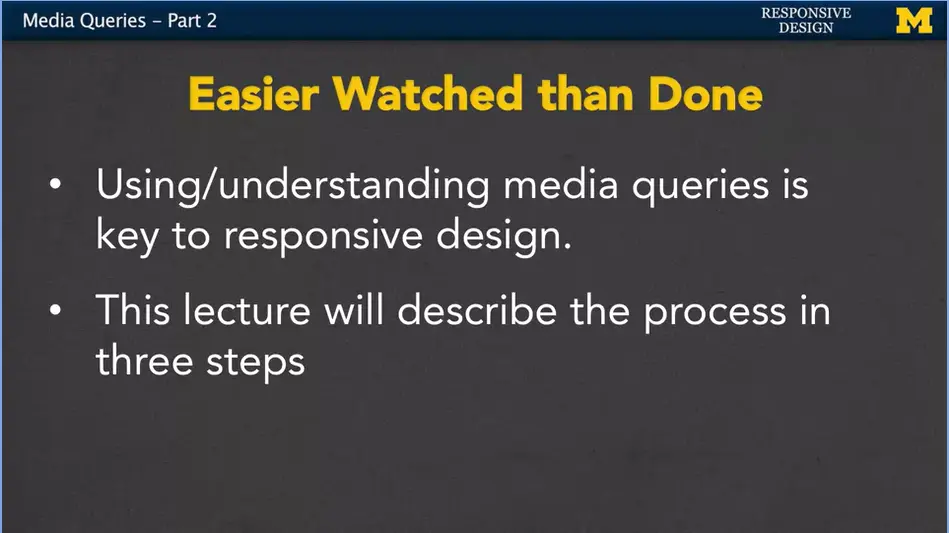 Media Queries – Part 2
RESPONSIVE
DESIGN
M
Easier Watched than Done
• Using/understanding media queries is
key to responsive design.
• This lecture will describe the process in
three steps